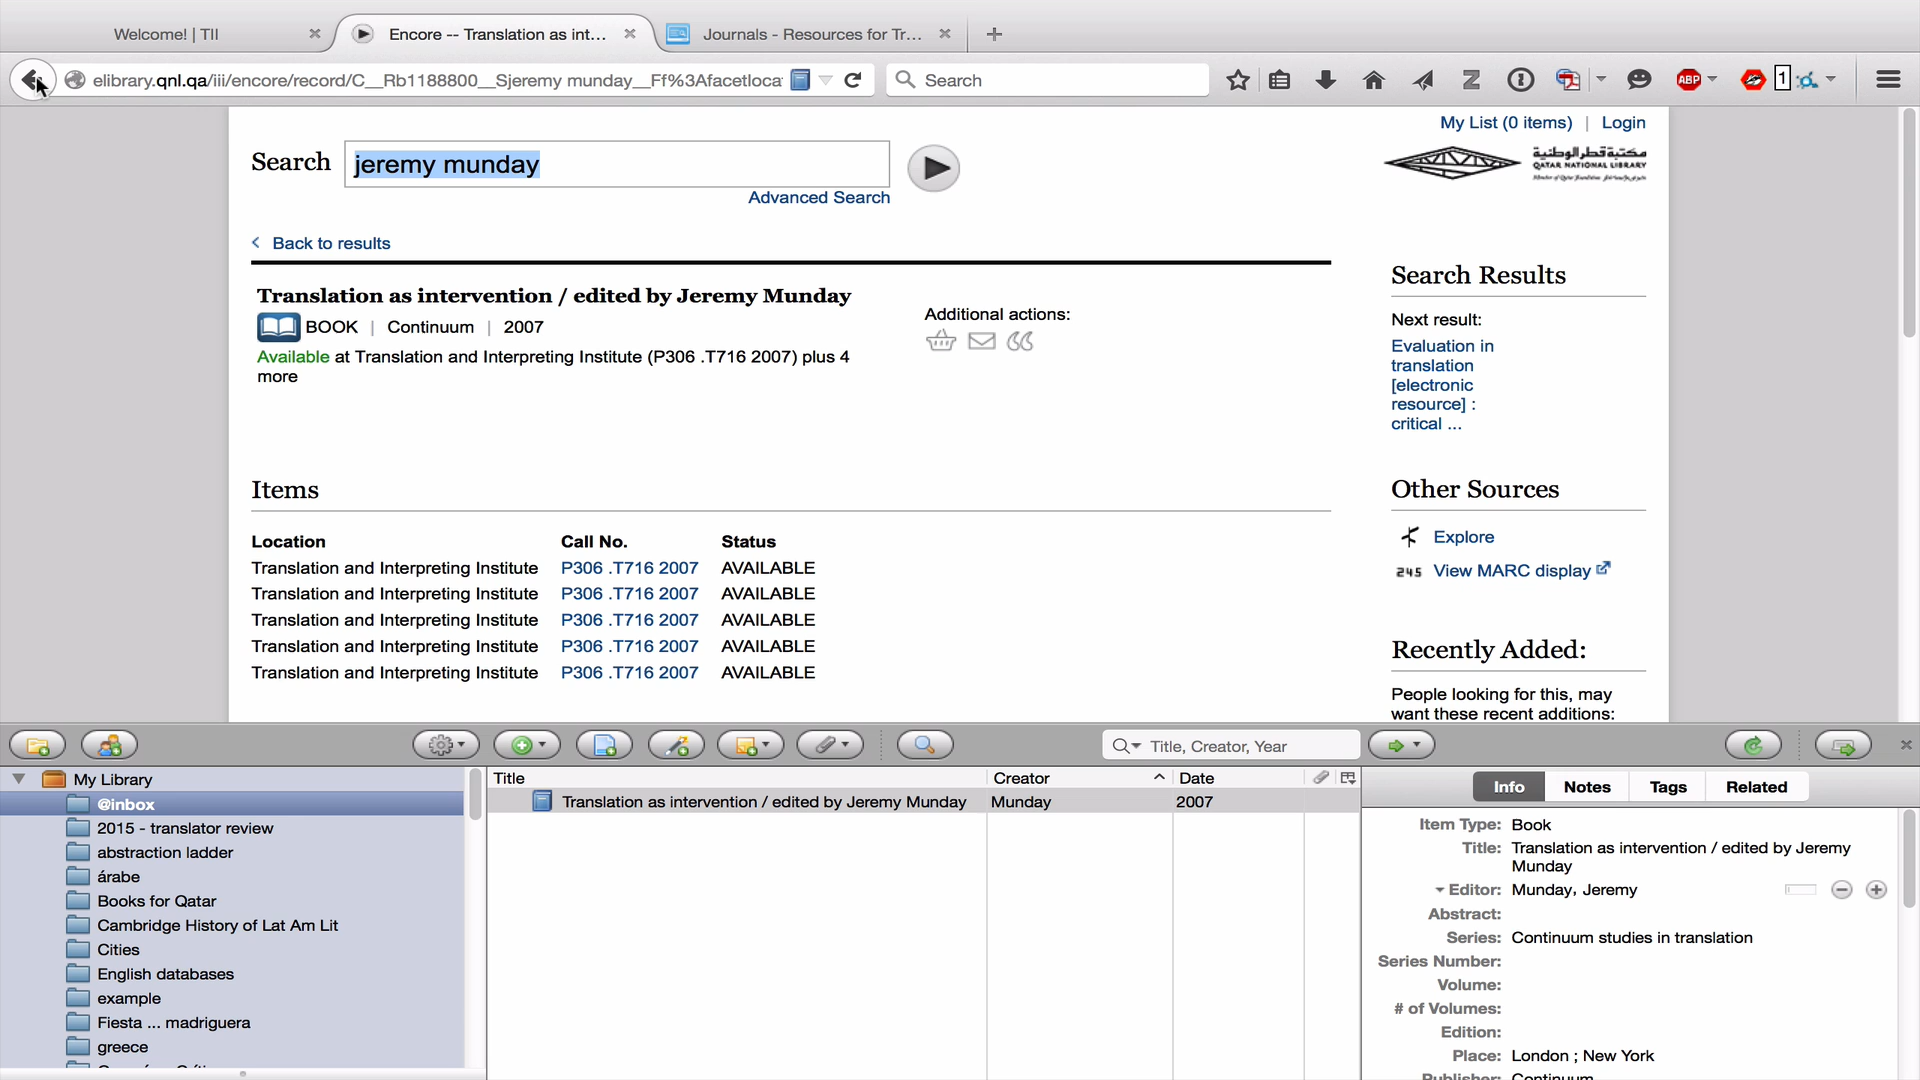 Welcome! | TII
Encore -- Translation as int...
Journals - Resources for Tr...
elibrary.qnl.qa/iii/encore/record/C__Rb1188800__Sjeremy munday__Ff%3Afacetloca
Search
ABP
1
My List (0 items) | Login
Search
jeremy munday
Advanced Search
مكتبة قطر الوطنية
QATAR NATIONAL LIBRARY
Back to results
Translation as intervention / edited by Jeremy Munday
BOOK | Continuum | 2007
Available at Translation and Interpreting Institute (P306 .T716 2007) plus 4
more
Additional actions:
Search Results
Next result:
Evaluation in
translation
[electronic
resource] :
critical ...
Items
Location Call No. Status
Translation and Interpreting Institute P306 .T716 2007 AVAILABLE
Translation and Interpreting Institute P306 .T716 2007 AVAILABLE
Translation and Interpreting Institute P306 .T716 2007 AVAILABLE
Translation and Interpreting Institute P306 .T716 2007 AVAILABLE
Translation and Interpreting Institute P306 .T716 2007 AVAILABLE
Other Sources
Explore
245 View MARC display
Recently Added:
People looking for this, may
want these recent additions:
Title, Creator, Year
My Library
@inbox
2015 - translator review
abstraction ladder
árabe
Books for Qatar
Cambridge History of Lat Am Lit
Cities
English databases
example
Fiesta ... madriguera
greece
Title Creator Date
Translation as intervention / edited by Jeremy Munday Munday 2007
Info Notes Tags Related
Item Type: Book
Title: Translation as intervention / edited by Jeremy
Munday
Editor: Munday, Jeremy
Abstract:
Series: Continuum studies in translation
Series Number:
Volume:
# of Volumes:
Edition:
Place: London ; New York
Publisher: Continuum